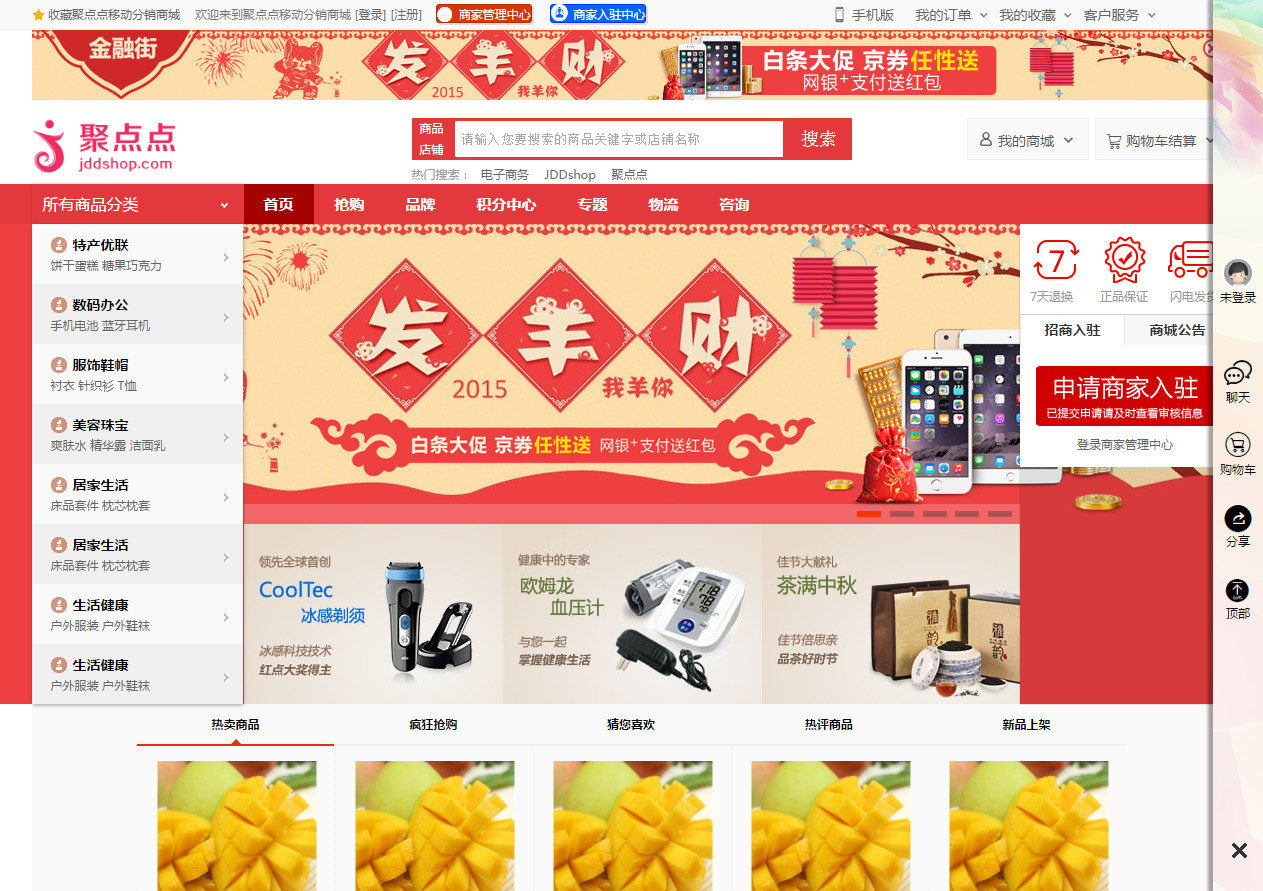 收藏聚点点移动分销商城 欢迎来到聚点点移动分销商城 [登录] [注册] 商家管理中心 商家入驻中心 手机版 我的订单 我的收藏 客户服务
金融街
发羊财
2015 我羊你
白条大促 京券任性送
网银+支付送红包
聚点点
jddshop.com
商品
店铺
请输入您要搜索的商品关键字或店铺名称
搜索
我的商城
购物车结算
热门搜索： 电子商务 JDDshop 聚点点
所有商品分类
首页 抢购 品牌 积分中心 专题 物流 咨询
特产优联
饼干蛋糕 糖果巧克力
数码办公
手机电池 蓝牙耳机
服饰鞋帽
衬衣 针织衫 T恤
美容珠宝
爽肤水 精华露 洁面乳
居家生活
床品套件 枕芯枕套
居家生活
床品套件 枕芯枕套
生活健康
户外服装 户外鞋袜
生活健康
户外服装 户外鞋袜
发羊财
2015 我羊你
白条大促 京券任性送 网银+支付送红包
7
7天退换 正品保证 闪电发货
招商入驻 商城公告
申请商家入驻
已提交申请请及时查看审核信息
登录商家管理中心
未登录
聊天
购物车
分享
顶部
领先全球首创
CoolTec
冰感剃须
冰感科技技术
红点大奖得主
健康中的专家
欧姆龙
血压计
与您一起
掌握健康生活
佳节大献礼
茶满中秋
佳节倍思亲
品茶好时节
雅韵
雅韵
热卖商品 疯狂抢购 猜您喜欢 热评商品 新品上架